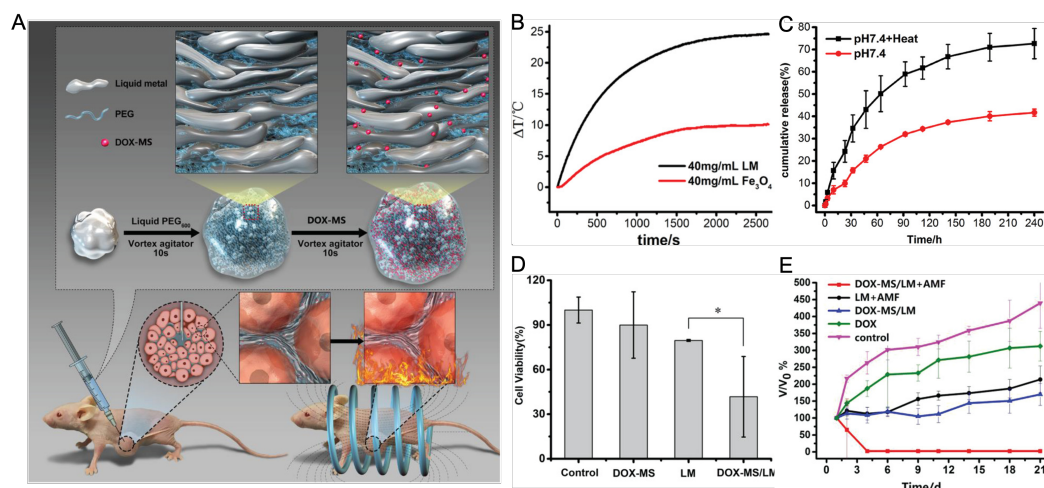 A
Liquid metal
PEG
DOX-MS
Liquid PEG600
Vortex agitator
10s
DOX-MS
Vortex agitator
10s
B
25
20
15
10
5
0
ΔT/℃
40mg/mL LM
40mg/mL Fe3O4
0 500 1000 1500 2000 2500
time/s
C
80
70
60
50
40
30
20
10
0
cumulative release(%)
pH7.4+Heat
pH7.4
0 30 60 90 120 150 180 210 240
Time/h
D
120
90
60
30
0
Cell Viability(%)
*
Control DOX-MS LM DOX-MS/LM
E
500
450
400
350
300
250
200
150
100
50
0
V/V0 %
DOX-MS/LM+AMF
LM+AMF
DOX-MS/LM
DOX
control
0 3 6 9 12 15 18 21
Time/d